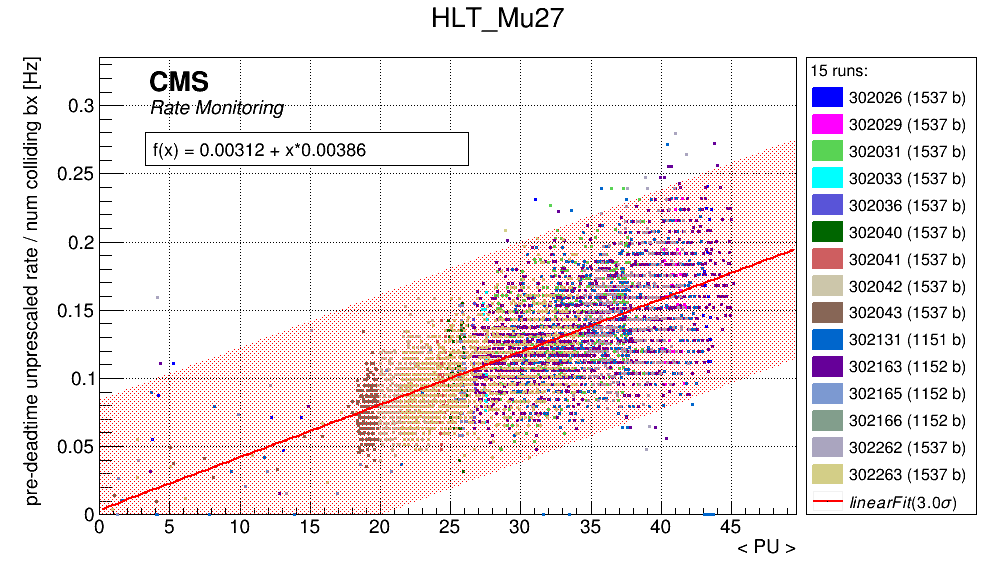 HLT_Mu27
pre-deadtime unprescaled rate / num colliding bx [Hz]
CMS
Rate Monitoring
f(x) = 0.00312 + x*0.00386
0.3
0.25
0.2
0.15
0.1
0.05
0
0 5 10 15 20 25 30 35 40 45
< PU >
15 runs:
302026 (1537 b)
302029 (1537 b)
302031 (1537 b)
302033 (1537 b)
302036 (1537 b)
302040 (1537 b)
302041 (1537 b)
302042 (1537 b)
302043 (1537 b)
302131 (1151 b)
302163 (1152 b)
302165 (1152 b)
302166 (1152 b)
302262 (1537 b)
302263 (1537 b)
linearFit(3.0σ)